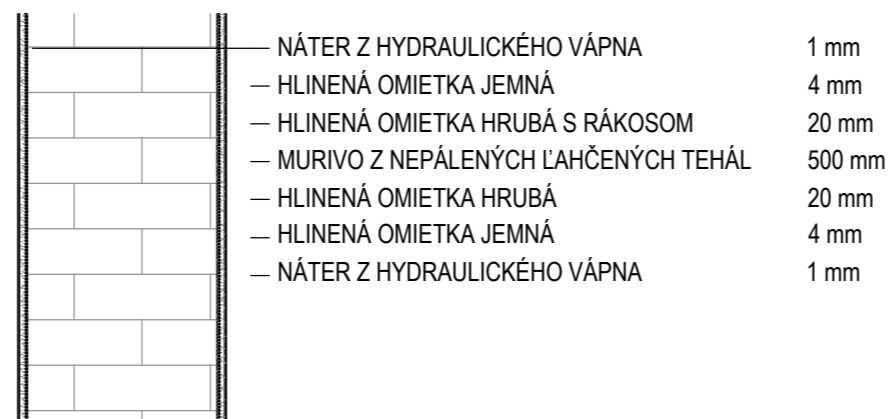 NÁTER Z HYDRAULICKÉHO VÁPNA 1 mm
HLINENÁ OMIETKA JEMNÁ 4 mm
HLINENÁ OMIETKA HRUBÁ S RÁKOSOM 20 mm
MURIVO Z NEPÁLENÝCH ĽAHČENÝCH TEHÁL 500 mm
HLINENÁ OMIETKA HRUBÁ 20 mm
HLINENÁ OMIETKA JEMNÁ 4 mm
NÁTER Z HYDRAULICKÉHO VÁPNA 1 mm